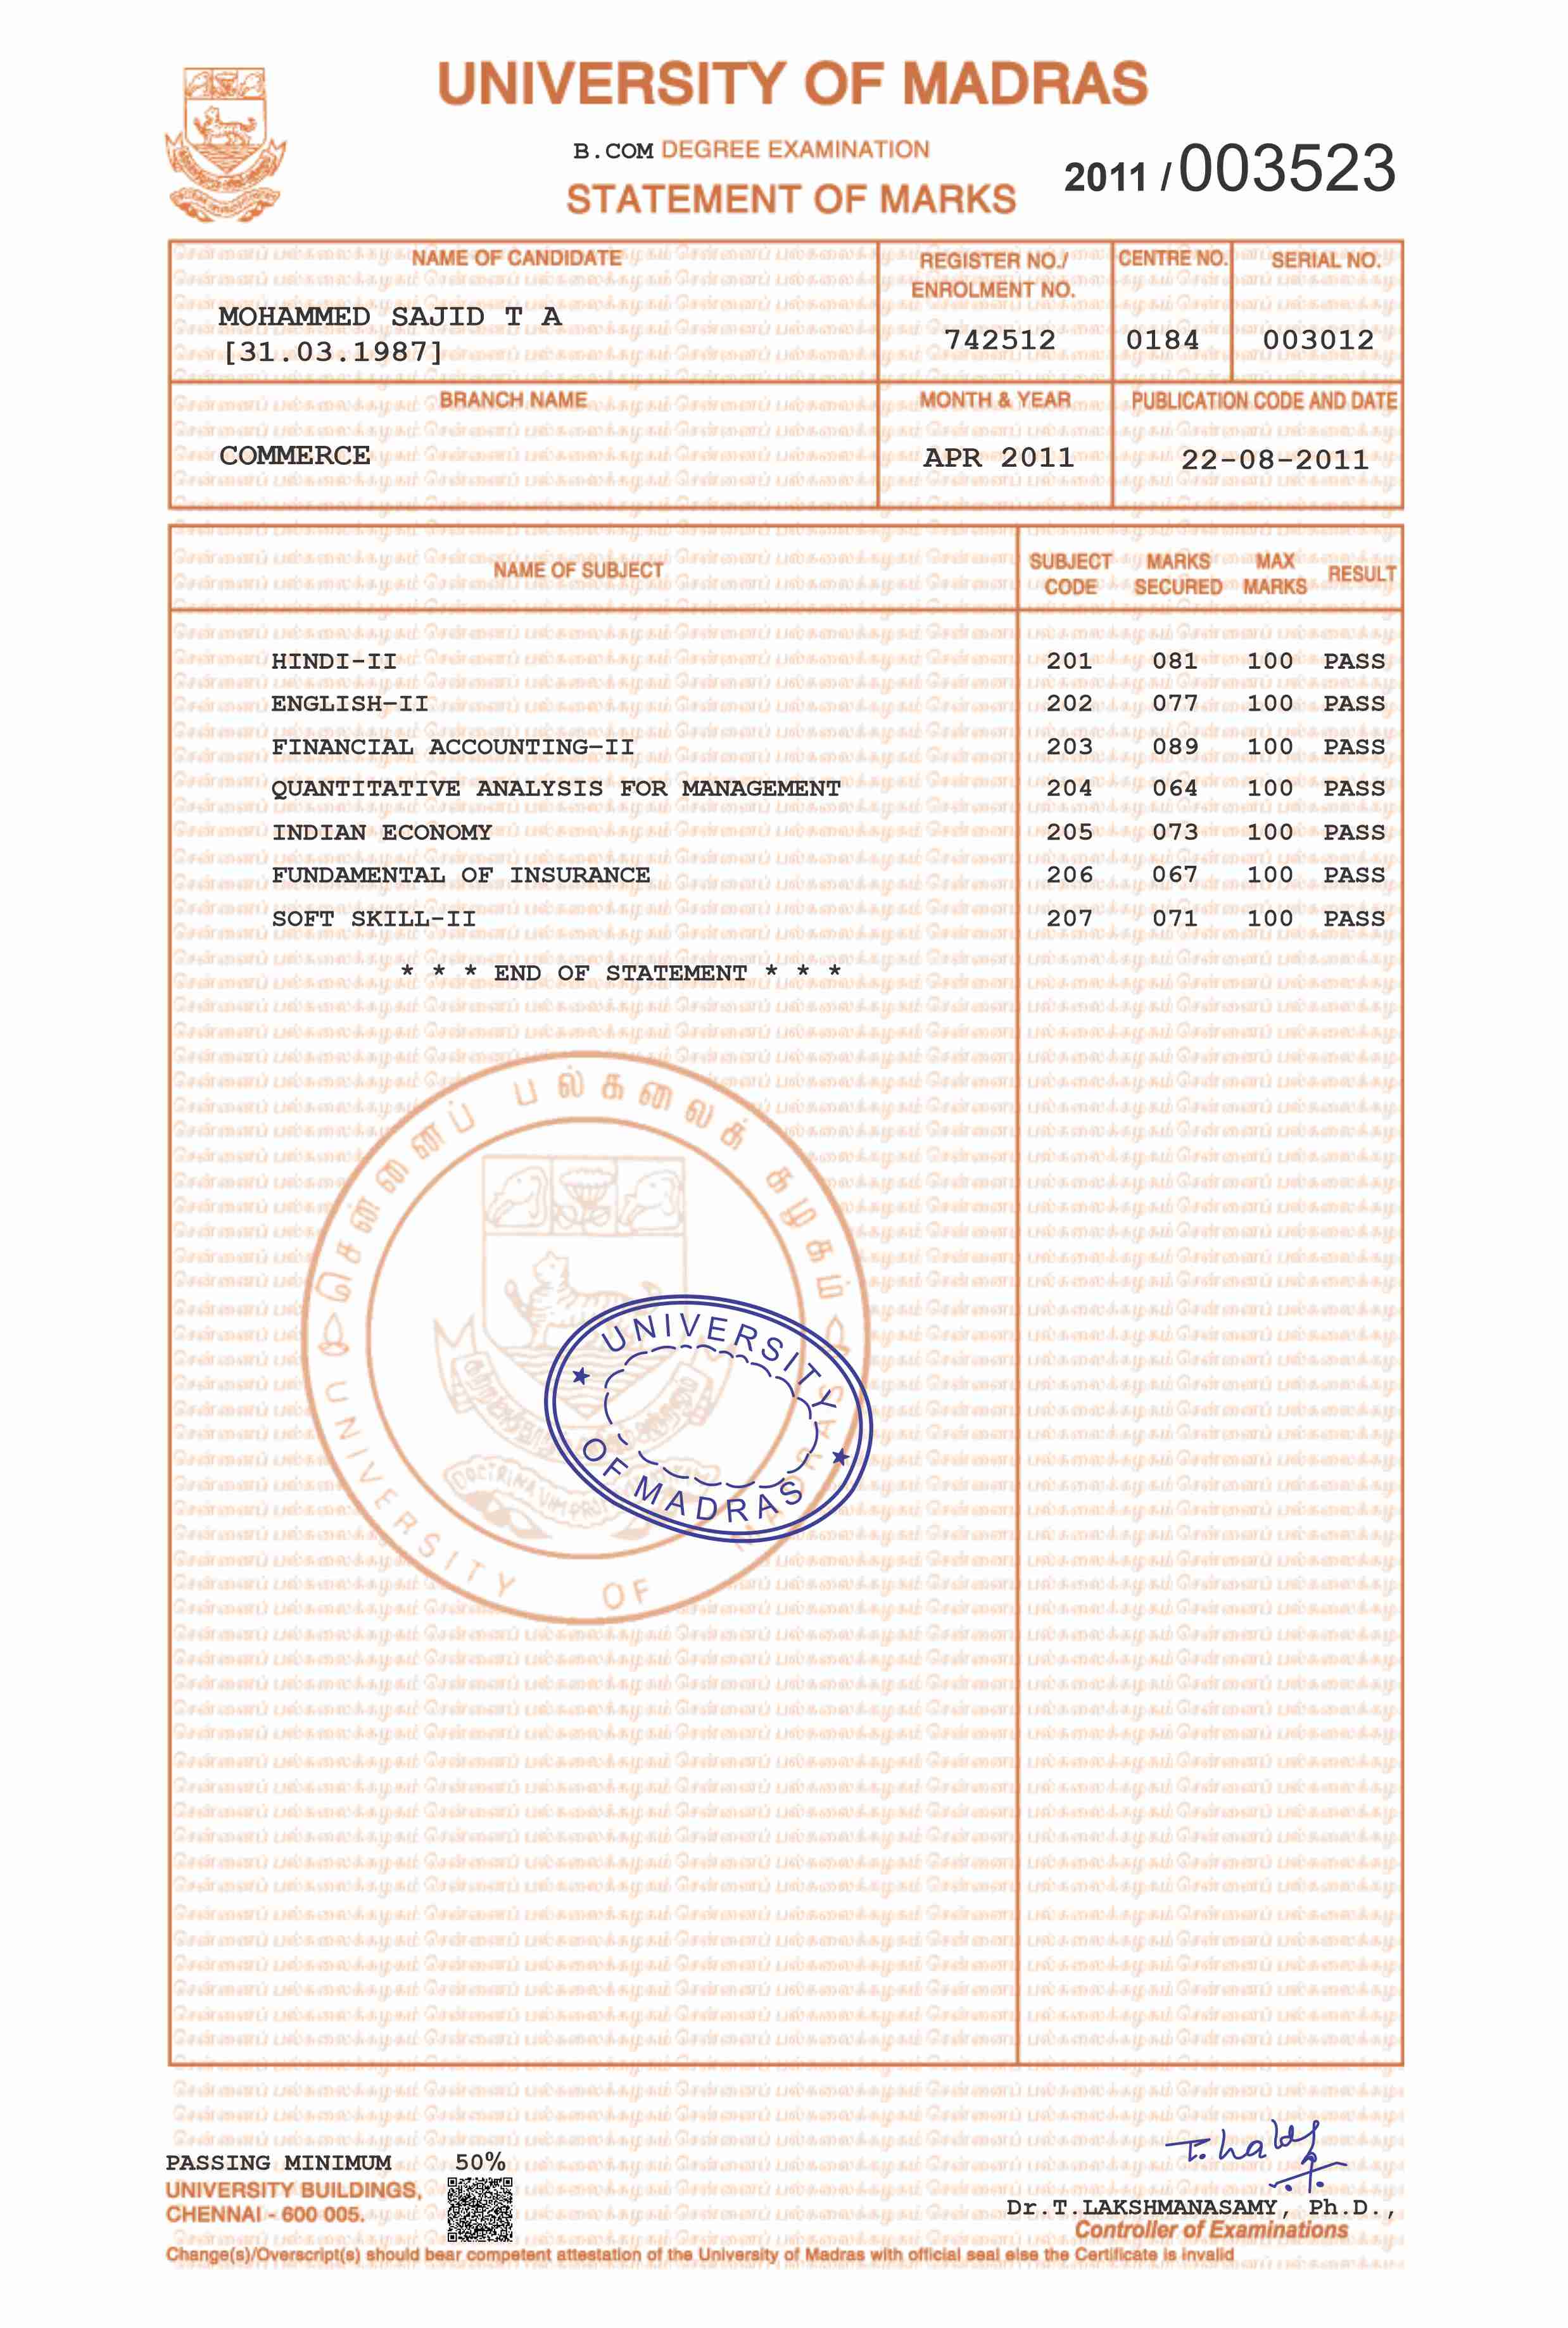 UNIVERSITY OF MADRAS
B.COM DEGREE EXAMINATION
STATEMENT OF MARKS
2011 / 003523
NAME OF CANDIDATE
MOHAMMED SAJID T A
[31.03.1987]
REGISTER NO./
ENROLMENT NO.
742512
CENTRE NO.
0184
SERIAL NO.
003012
BRANCH NAME
COMMERCE
MONTH & YEAR
APR 2011
PUBLICATION CODE AND DATE
22-08-2011
NAME OF SUBJECT SUBJECT CODE MARKS SECURED MAX MARKS RESULT
HINDI-II 201 081 100 PASS
ENGLISH-II 202 077 100 PASS
FINANCIAL ACCOUNTING-II 203 089 100 PASS
QUANTITATIVE ANALYSIS FOR MANAGEMENT 204 064 100 PASS
INDIAN ECONOMY 205 073 100 PASS
FUNDAMENTAL OF INSURANCE 206 067 100 PASS
SOFT SKILL-II 207 071 100 PASS
* * * END OF STATEMENT * * *
சென்னைப் பல்கலைக் கழகம்
UNIVERSITY OF MADRAS
UNIVERSITY
OF MADRAS
PASSING MINIMUM 50%
UNIVERSITY BUILDINGS,
CHENNAI - 600 005.
Dr.T.LAKSHMANASAMY, Ph.D.,
Controller of Examinations
Change(s)/Overscript(s) should bear competent attestation of the University of Madras with official seal else the Certificate is invalid